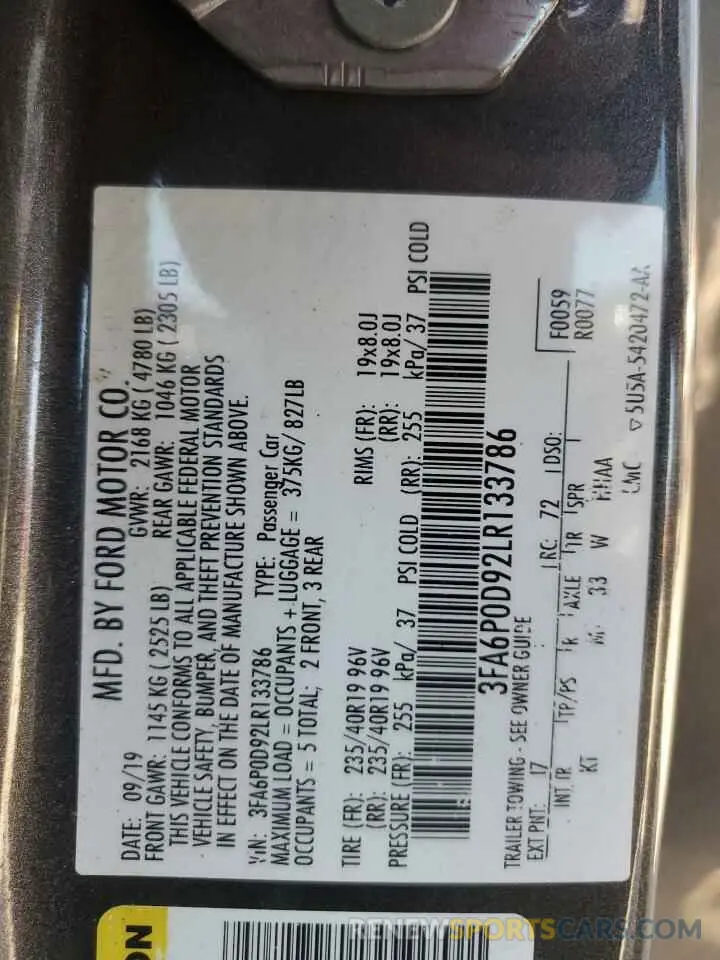 MFD. BY FORD MOTOR CO.
DATE: 09/19 GVWR: 2168 KG ( 4780 LB)
FRONT GAWR: 1145 KG ( 2525 LB) REAR GAWR: 1046 KG ( 2305 LB)
THIS VEHICLE CONFORMS TO ALL APPLICABLE FEDERAL MOTOR
VEHICLE SAFETY, BUMPER, AND THEFT PREVENTION STANDARDS
IN EFFECT ON THE DATE OF MANUFACTURE SHOWN ABOVE.
VIN: 3FA6P0D92LR133786 TYPE: Passenger Car
MAXIMUM LOAD = OCCUPANTS + LUGGAGE = 375KG/ 827LB
OCCUPANTS = 5 TOTAL; 2 FRONT, 3 REAR
TIRE (FR): 235/40R19 96V RIMS (FR): 19x8.0J
(RR): 235/40R19 96V (RR): 19x8.0J
PRESSURE (FR): 255 kPa/ 37 PSI COLD (RR): 255 kPa/ 37 PSI COLD
3FA6P0D92LR133786
TRAILER TOWING - SEE OWNER GUIDE
F0059
R0077
EXT PNT: J7 RC: 72 DSO:
INT TR TP/PS R AXLE TR SPR
KT 33 W
▽5U5A-5420472-AA
ON
RENEWSPORTSCARS.COM